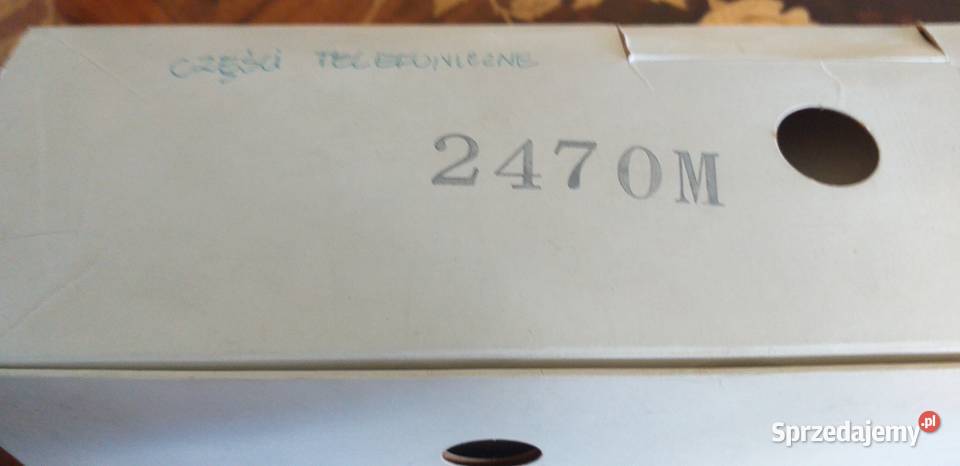 CZĘŚCI TELEFONICZNE
2470M
Sprzedajemy.pl